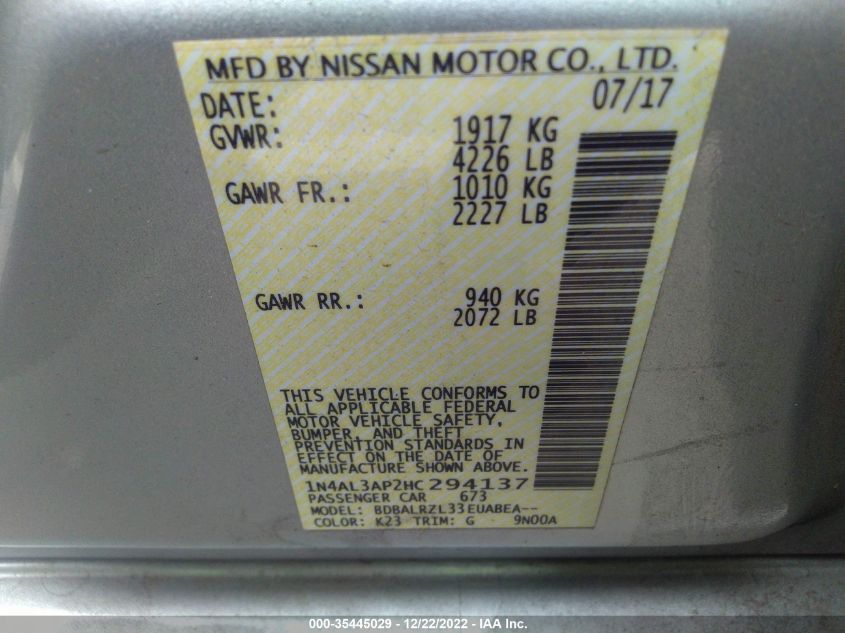 MFD BY NISSAN MOTOR CO., LTD.
DATE: 07/17
GVWR: 1917 KG
4226 LB
GAWR FR.: 1010 KG
2227 LB
GAWR RR.: 940 KG
2072 LB
THIS VEHICLE CONFORMS TO
ALL APPLICABLE FEDERAL
MOTOR VEHICLE SAFETY,
BUMPER, AND THEFT
PREVENTION STANDARDS IN
EFFECT ON THE DATE OF
MANUFACTURE SHOWN ABOVE.
1N4AL3AP2HC294137
PASSENGER CAR 673
MODEL: BDBALRZL33EUABEA--
COLOR: K23 TRIM: G 9N00A
000-35445029 - 12/22/2022 - IAA Inc.